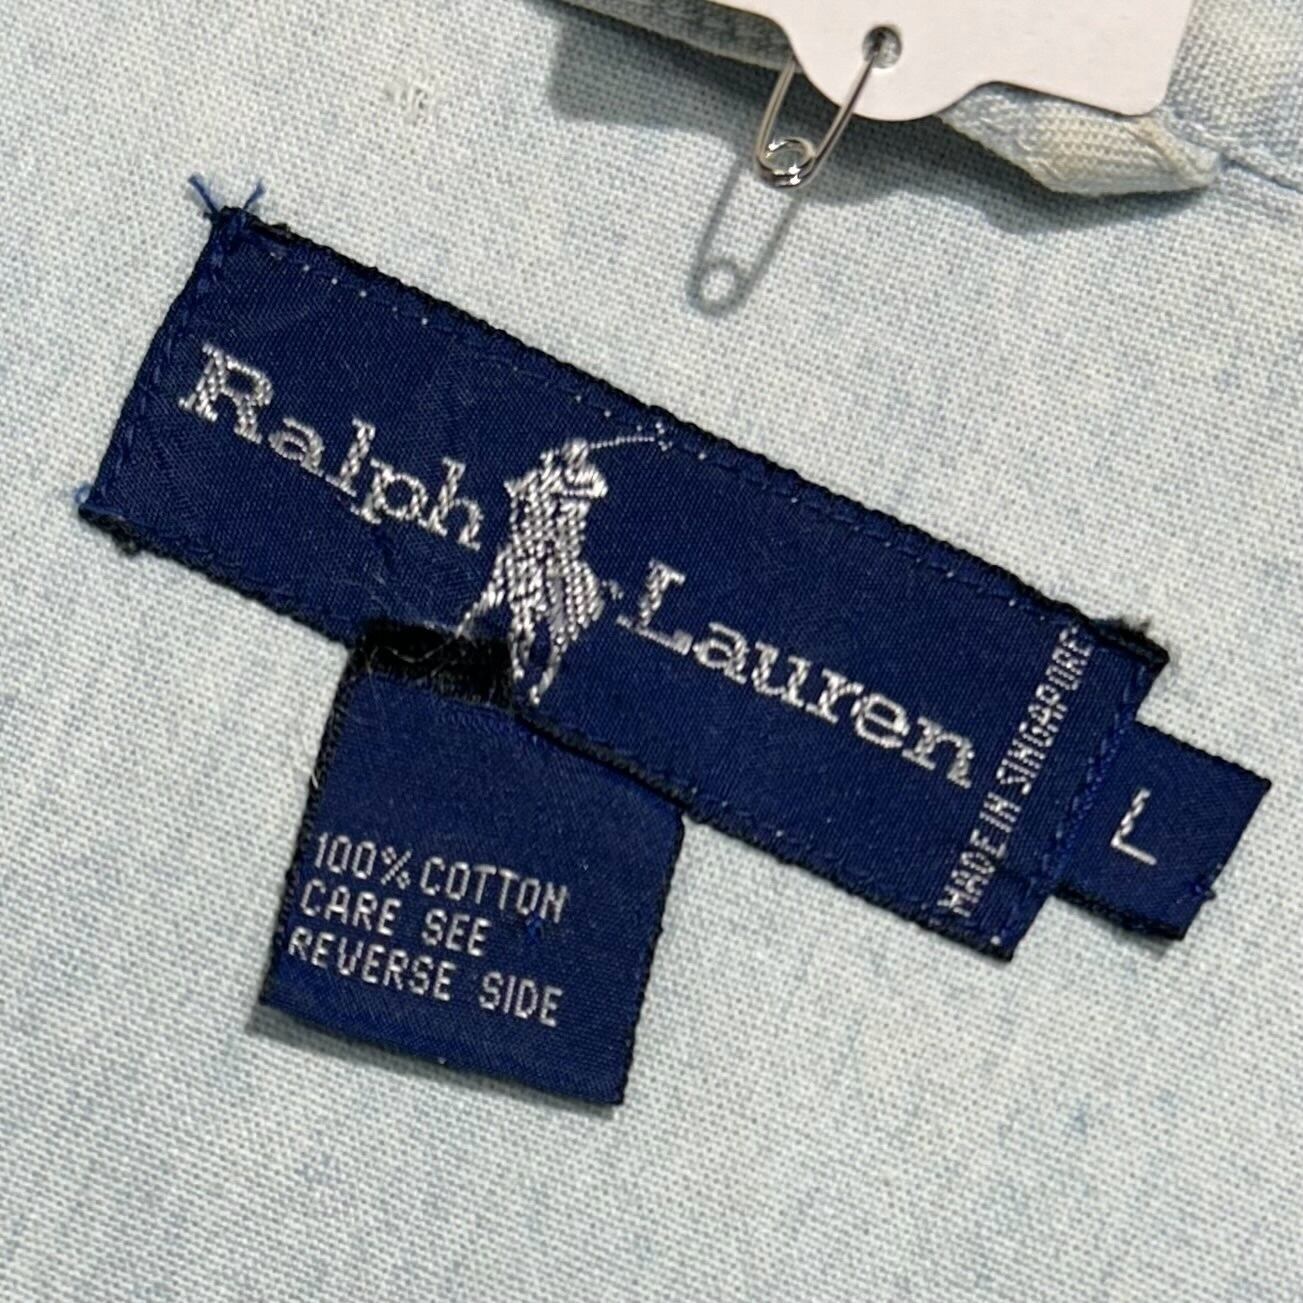 Ralph Lauren
MADE IN SINGAPORE
L
100% COTTON
CARE SEE
REVERSE SIDE